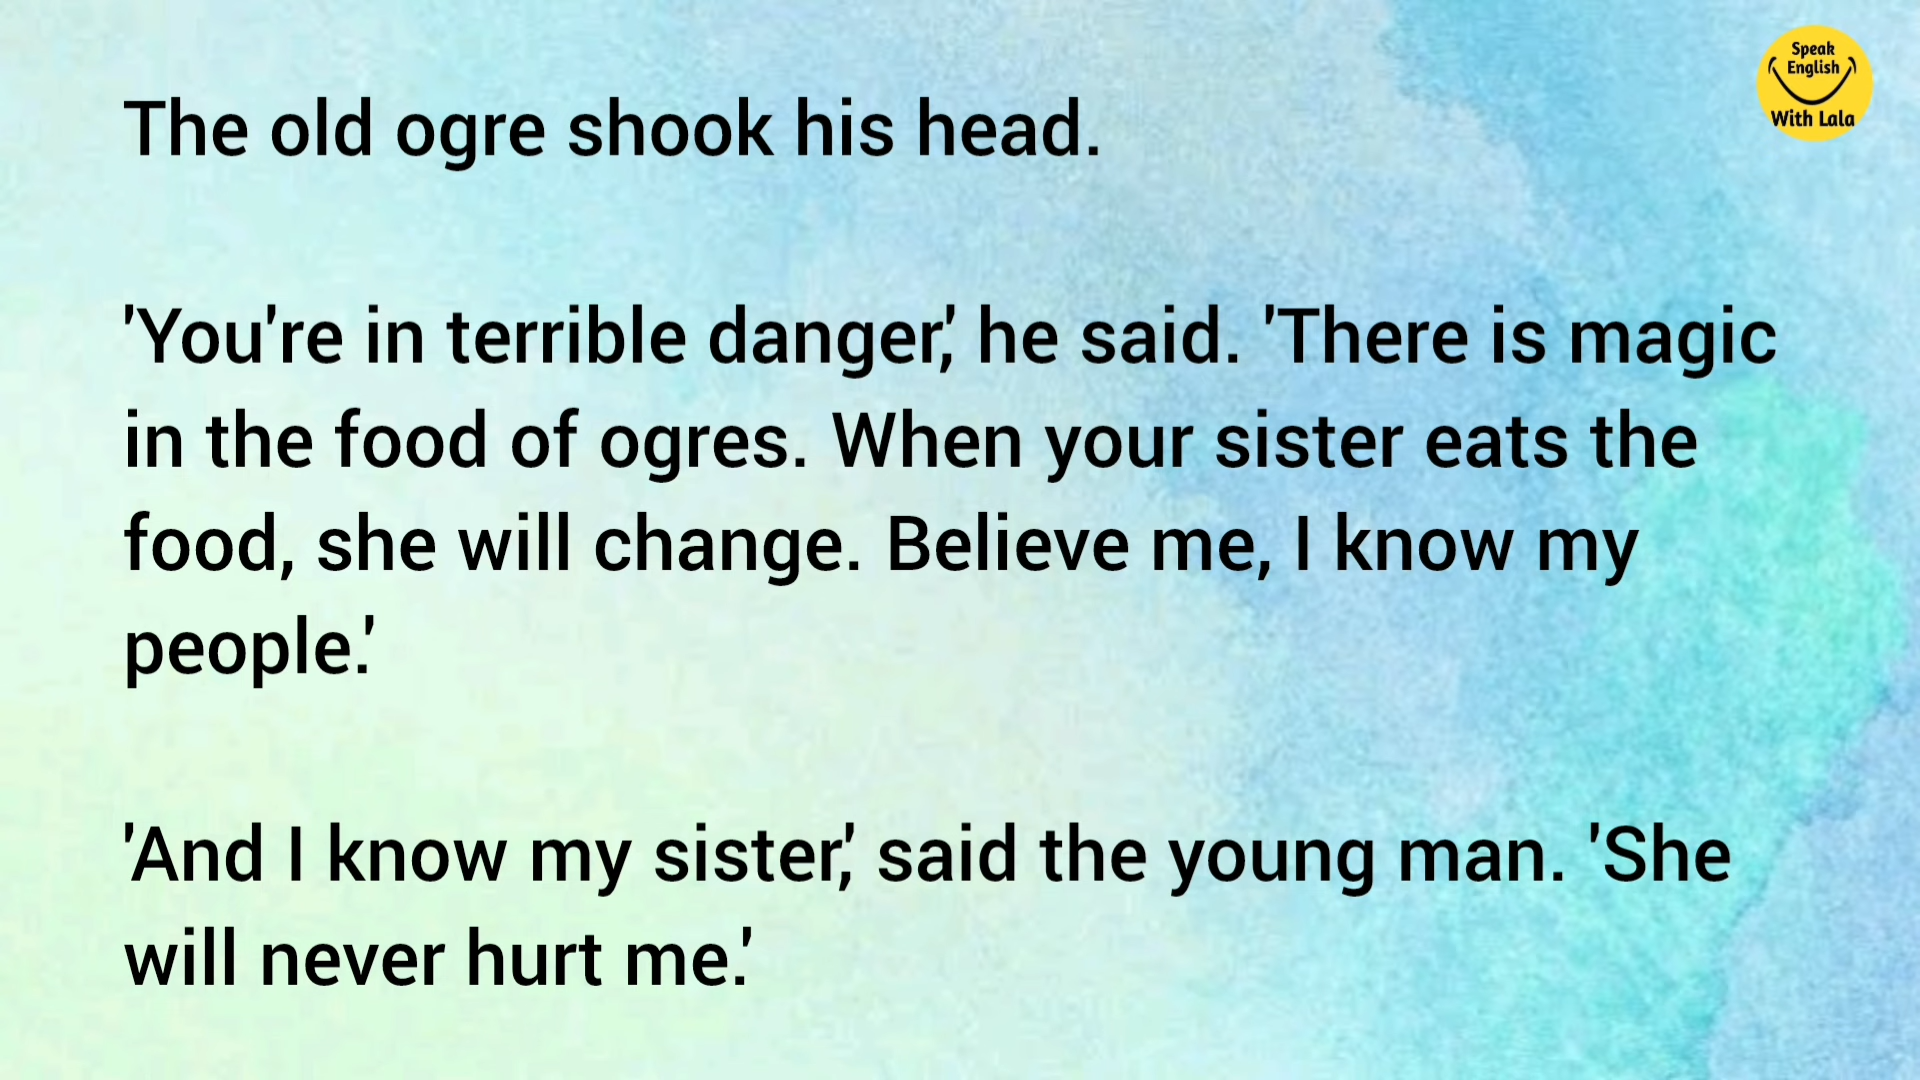 Speak
English
With Lala
The old ogre shook his head.
'You're in terrible danger,' he said. 'There is magic
in the food of ogres. When your sister eats the
food, she will change. Believe me, I know my
people.'
'And I know my sister,' said the young man. 'She
will never hurt me.'